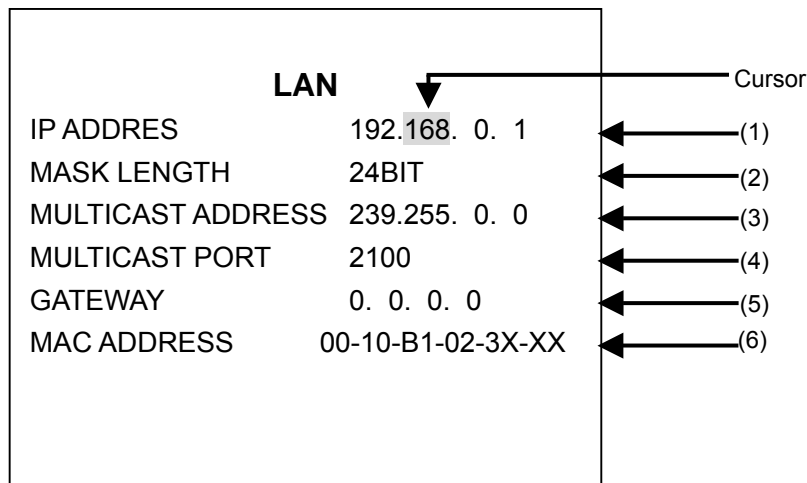 LAN
Cursor
IP ADDRES 192.168. 0. 1 (1)
MASK LENGTH 24BIT (2)
MULTICAST ADDRESS 239.255. 0. 0 (3)
MULTICAST PORT 2100 (4)
GATEWAY 0. 0. 0. 0 (5)
MAC ADDRESS 00-10-B1-02-3X-XX (6)